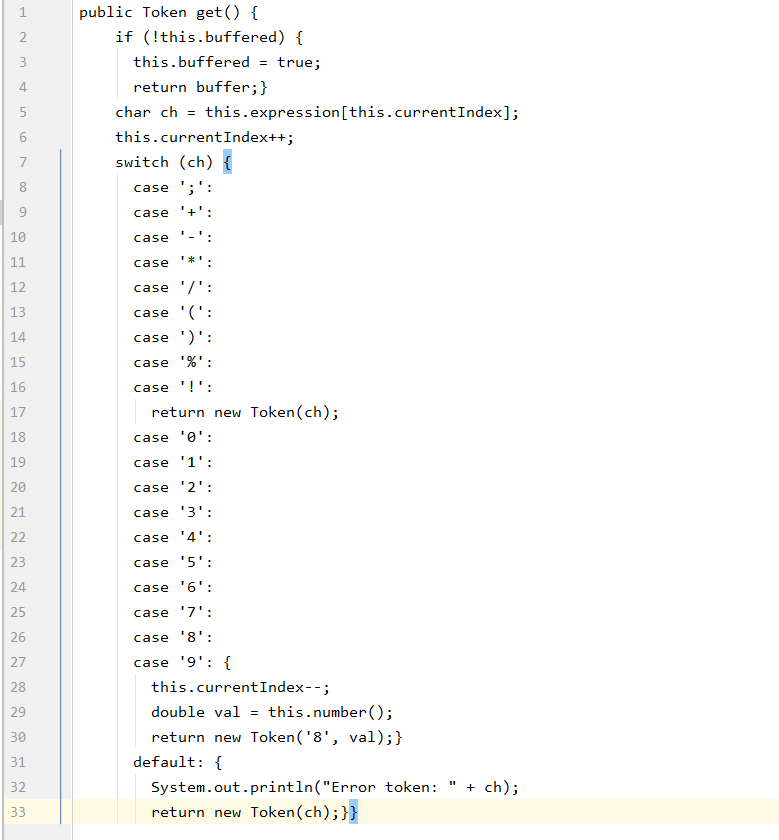 1 public Token get() {
2 if (!this.buffered) {
3 this.buffered = true;
4 return buffer;}
5 char ch = this.expression[this.currentIndex];
6 this.currentIndex++;
7 switch (ch) {
8 case ';':
9 case '+':
10 case '-':
11 case '*':
12 case '/':
13 case '(':
14 case ')':
15 case '%':
16 case '!':
17 return new Token(ch);
18 case '0':
19 case '1':
20 case '2':
21 case '3':
22 case '4':
23 case '5':
24 case '6':
25 case '7':
26 case '8':
27 case '9': {
28 this.currentIndex--;
29 double val = this.number();
30 return new Token('8', val);}
31 default: {
32 System.out.println("Error token: " + ch);
33 return new Token(ch);}}